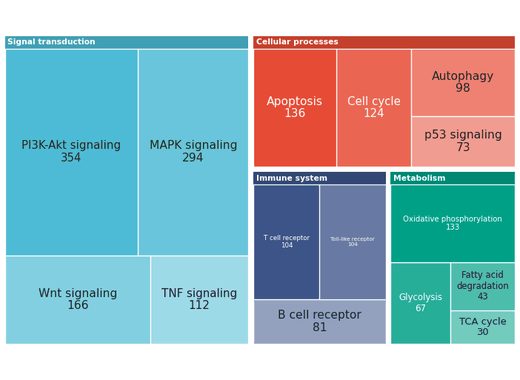 Signal transduction
PI3K-Akt signaling
354
MAPK signaling
294
Wnt signaling
166
TNF signaling
112
Cellular processes
Apoptosis
136
Cell cycle
124
Autophagy
98
p53 signaling
73
Immune system
T cell receptor
104
Toll-like receptor
104
B cell receptor
81
Metabolism
Oxidative phosphorylation
133
Glycolysis
67
Fatty acid
degradation
43
TCA cycle
30